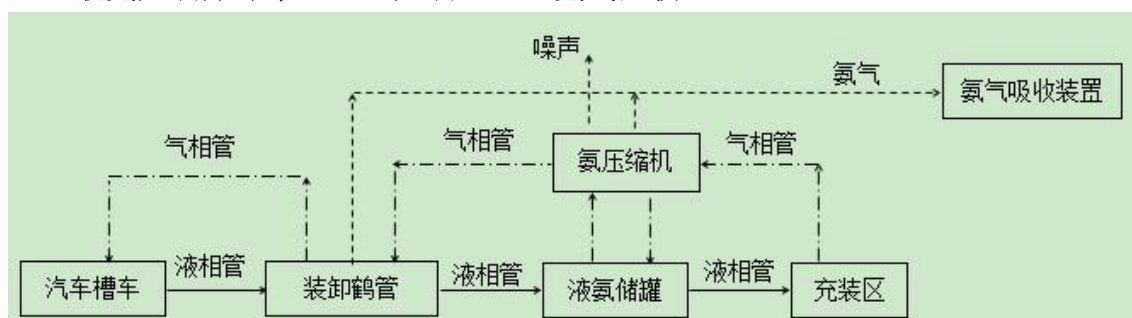 噪声
氨气
氨气吸收装置
气相管
气相管
氨压缩机
气相管
汽车槽车
液相管
装卸鹤管
液相管
液氨储罐
液相管
充装区